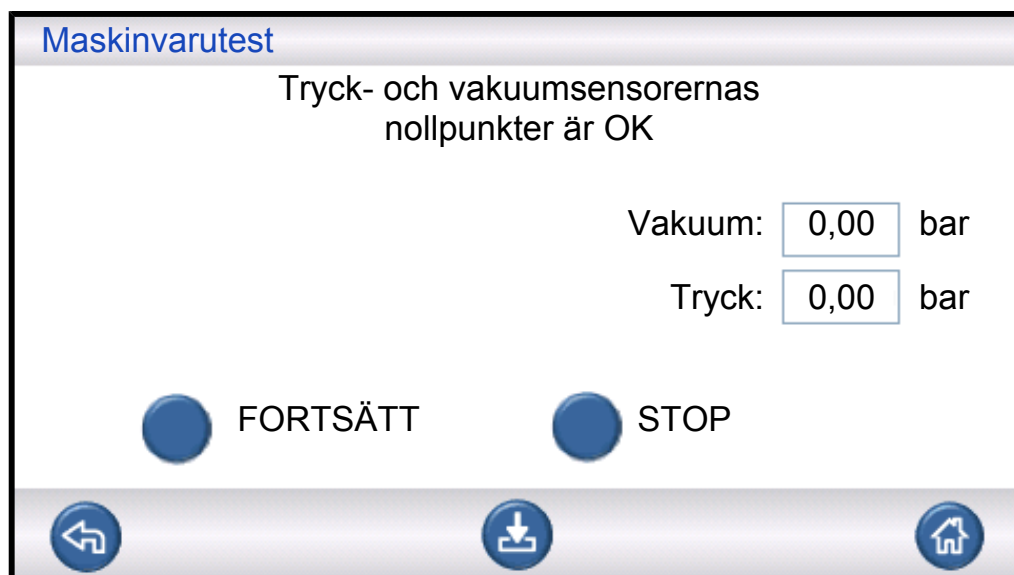 Maskinvarutest
Tryck- och vakuumsensorernas
nollpunkter är OK
Vakuum: 0,00 bar
Tryck: 0,00 bar
FORTSÄTT STOP